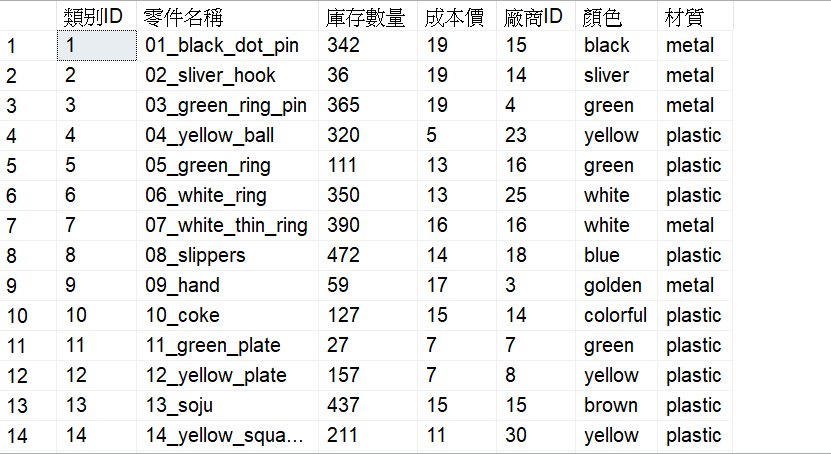 類別ID 零件名稱 庫存數量 成本價 廠商ID 顏色 材質
1 1 01_black_dot_pin 342 19 15 black metal
2 2 02_sliver_hook 36 19 14 sliver metal
3 3 03_green_ring_pin 365 19 4 green metal
4 4 04_yellow_ball 320 5 23 yellow plastic
5 5 05_green_ring 111 13 16 green plastic
6 6 06_white_ring 350 13 25 white plastic
7 7 07_white_thin_ring 390 16 16 white metal
8 8 08_slippers 472 14 18 blue plastic
9 9 09_hand 59 17 3 golden metal
10 10 10_coke 127 15 14 colorful plastic
11 11 11_green_plate 27 7 7 green plastic
12 12 12_yellow_plate 157 7 8 yellow plastic
13 13 13_soju 437 15 15 brown plastic
14 14 14_yellow_squa... 211 11 30 yellow plastic